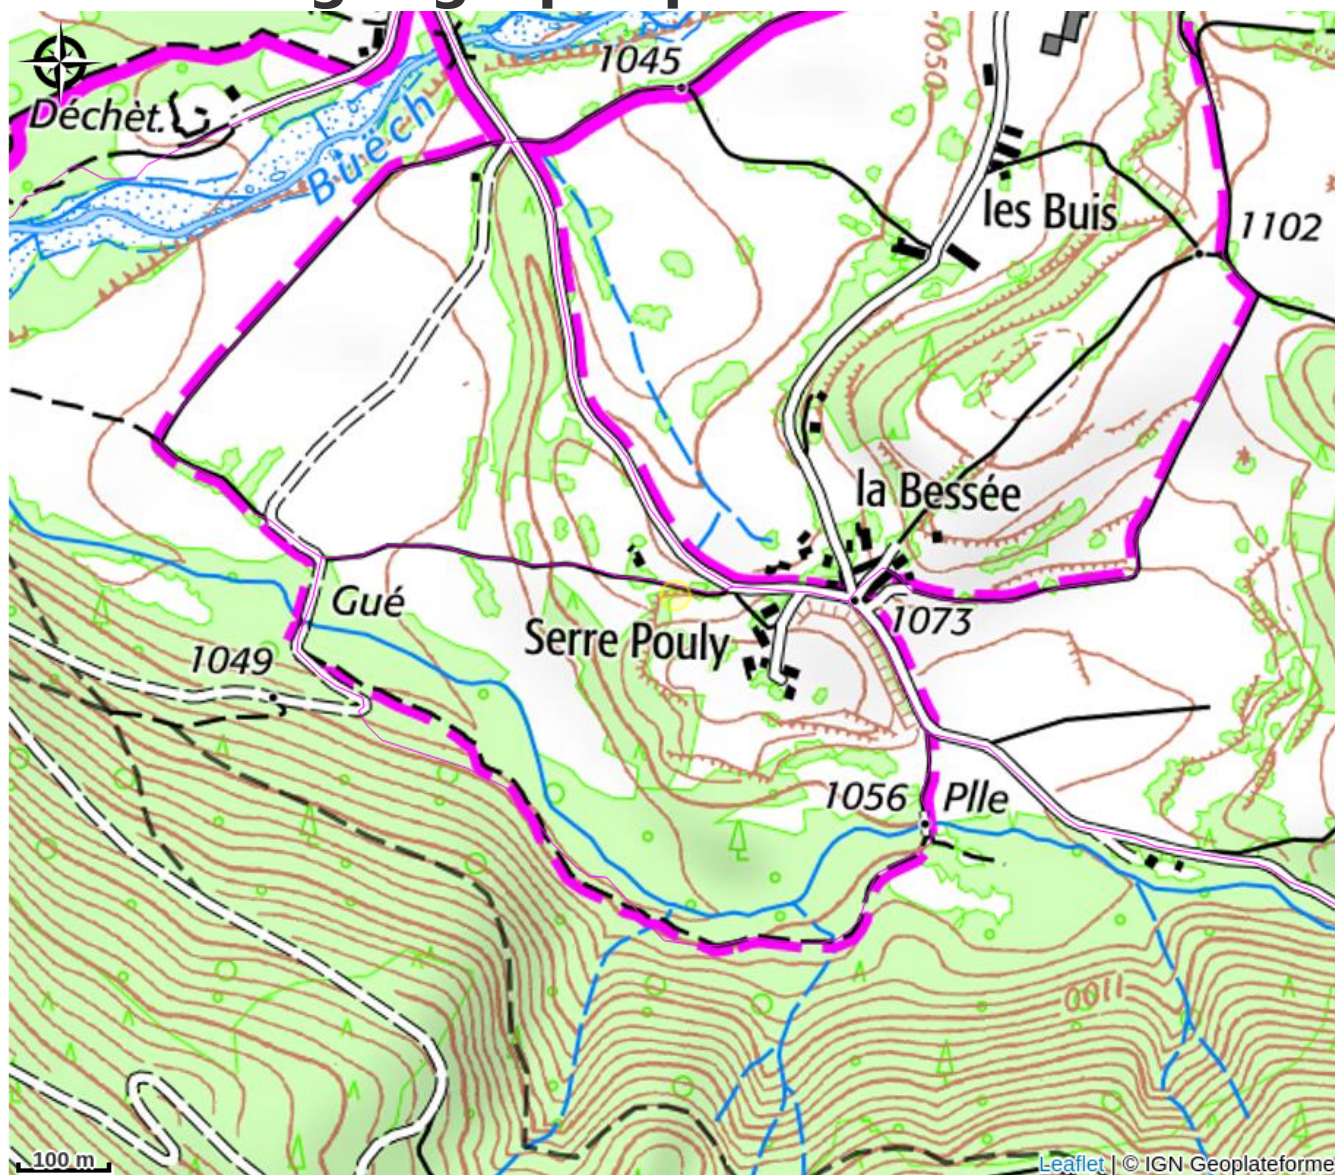 1045
1050
Déchèt.
Buëch
les Buis
1102
la Bessée
Gué
1073
Serre Pouly
1049
1056 Plle
1100
100 m
Leaflet | © IGN Geoplateforme